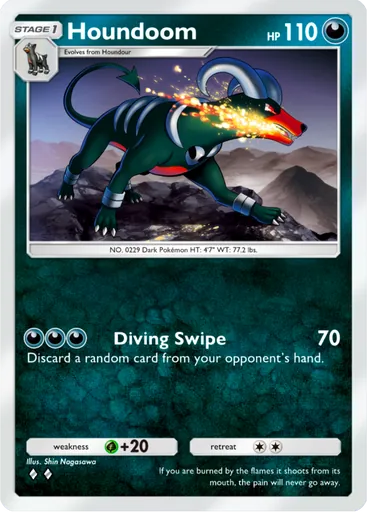 STAGE 1
Houndoom
HP 110
Evolves from Houndour
NO. 0229 Dark Pokémon HT: 4'7" WT: 77.2 lbs.
Diving Swipe 70
Discard a random card from your opponent's hand.
weakness +20
retreat
Illus. Shin Nagasawa
If you are burned by the flames it shoots from its
mouth, the pain will never go away.